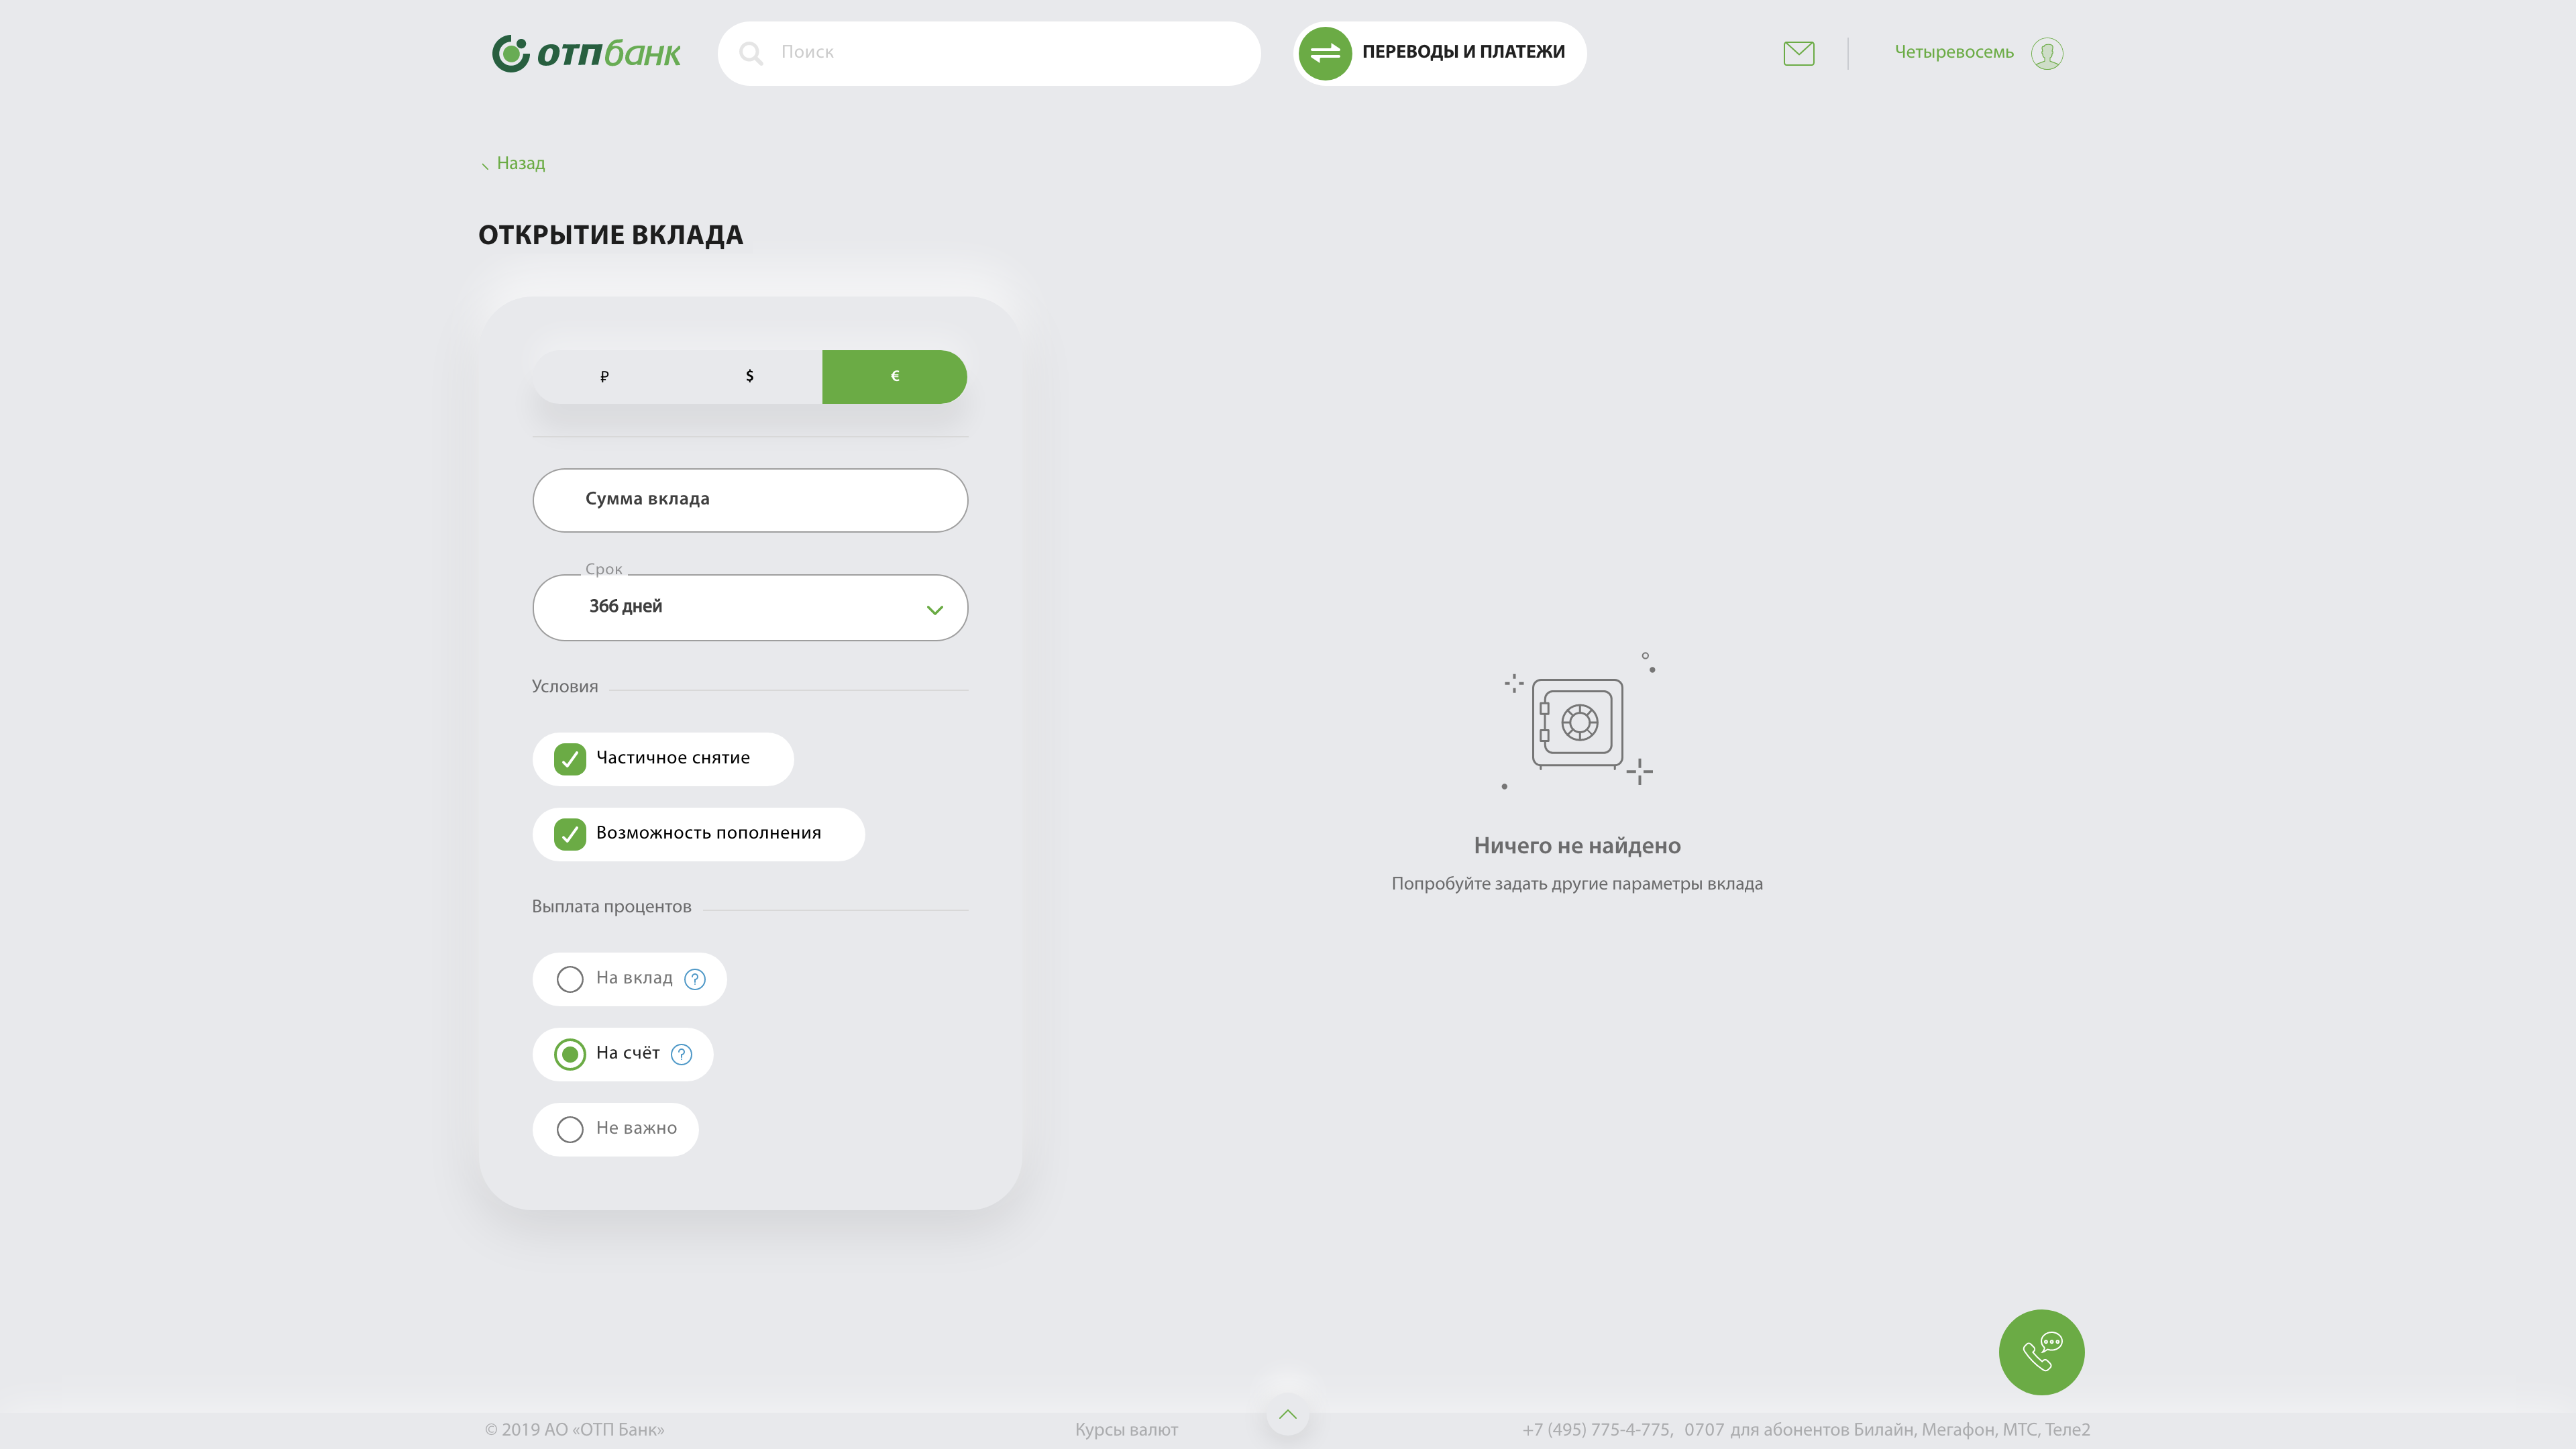 отпбанк
Поиск
ПЕРЕВОДЫ И ПЛАТЕЖИ
Четыревосемь
Назад
ОТКРЫТИЕ ВКЛАДА
₽ $ €
Сумма вклада
Срок
366 дней
Условия
Частичное снятие
Возможность пополнения
Выплата процентов
На вклад ?
На счёт ?
Не важно
Ничего не найдено
Попробуйте задать другие параметры вклада
© 2019 АО «ОТП Банк»
Курсы валют
+7 (495) 775-4-775, 0707 для абонентов Билайн, Мегафон, МТС, Теле2